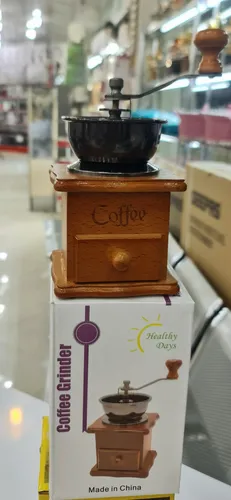 Coffee
Healthy
Days
Coffee Grinder
Made in China